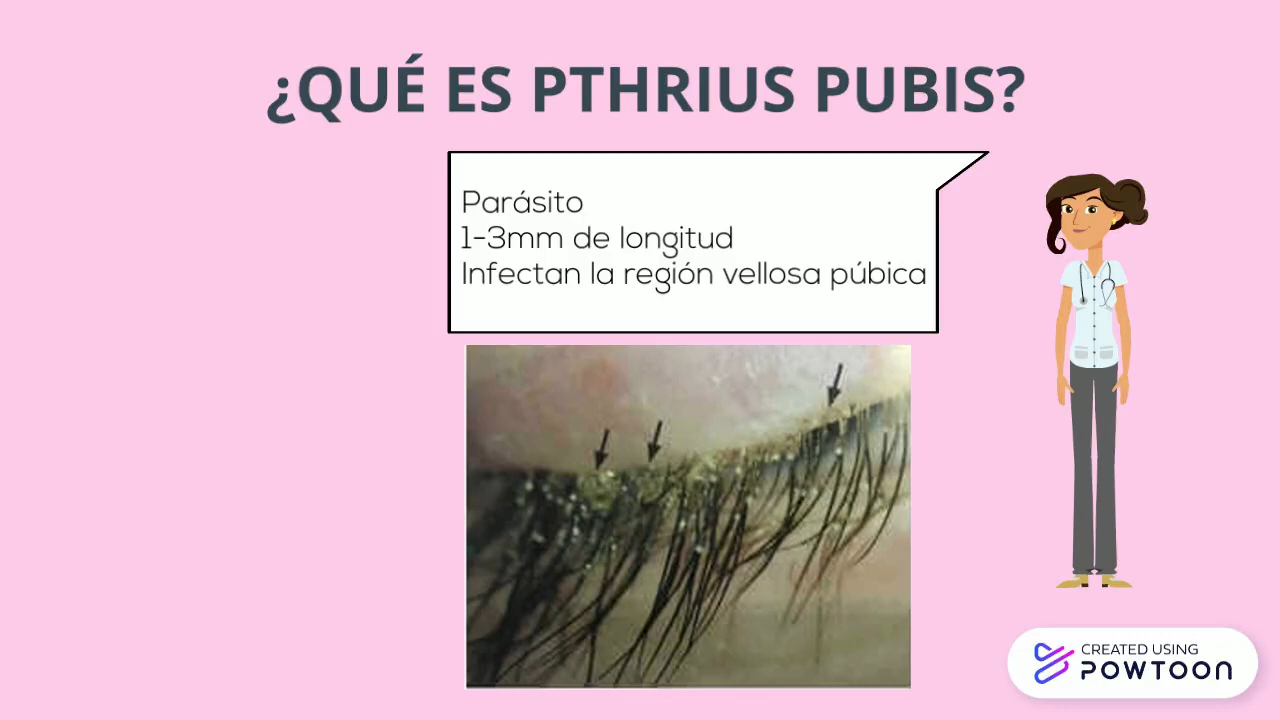 ¿QUÉ ES PTHRIUS PUBIS?
Parásito
1-3mm de longitud
Infectan la región vellosa púbica
CREATED USING
POWTOON